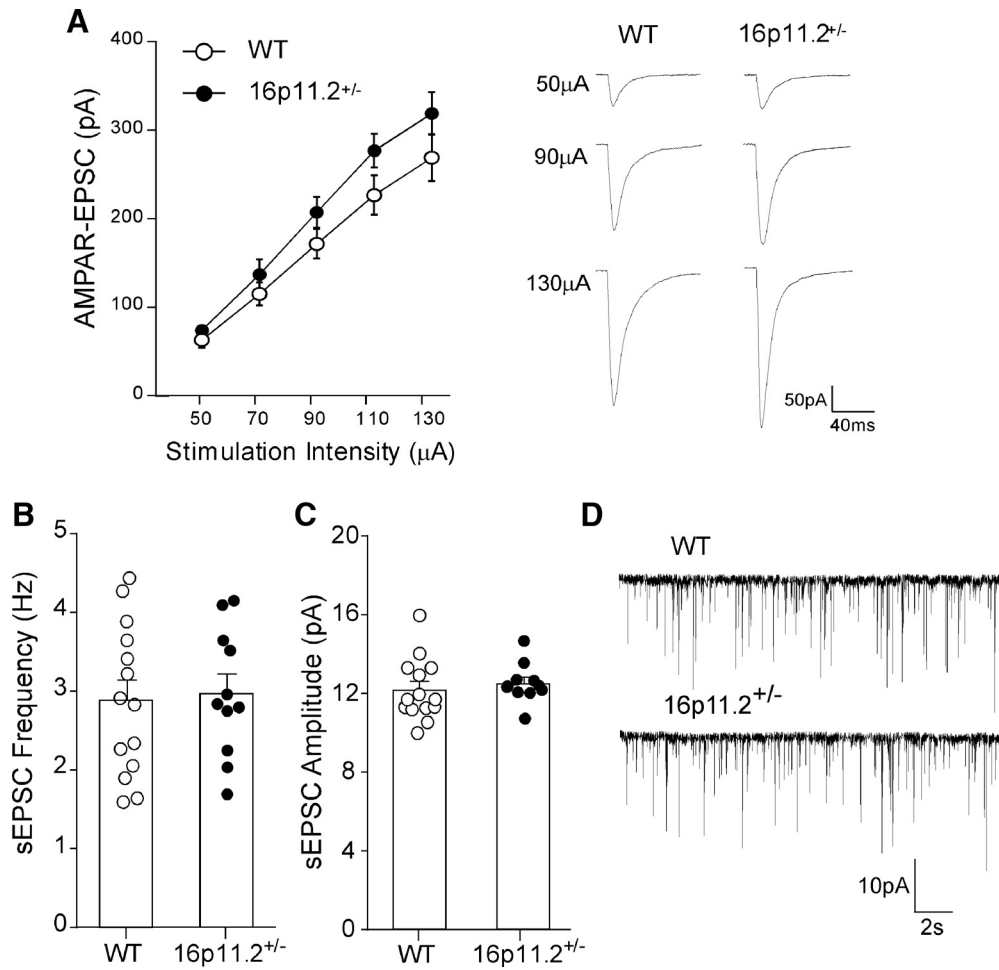 A
400
300
200
100
0
AMPAR-EPSC (pA)
WT
16p11.2+/-
50 70 90 110 130
Stimulation Intensity (μA)
WT 16p11.2+/-
50μA
90μA
130μA
50pA
40ms
B
5
4
3
2
1
0
sEPSC Frequency (Hz)
WT 16p11.2+/-
C
20
16
12
8
4
0
sEPSC Amplitude (pA)
WT 16p11.2+/-
D
WT
16p11.2+/-
10pA
2s